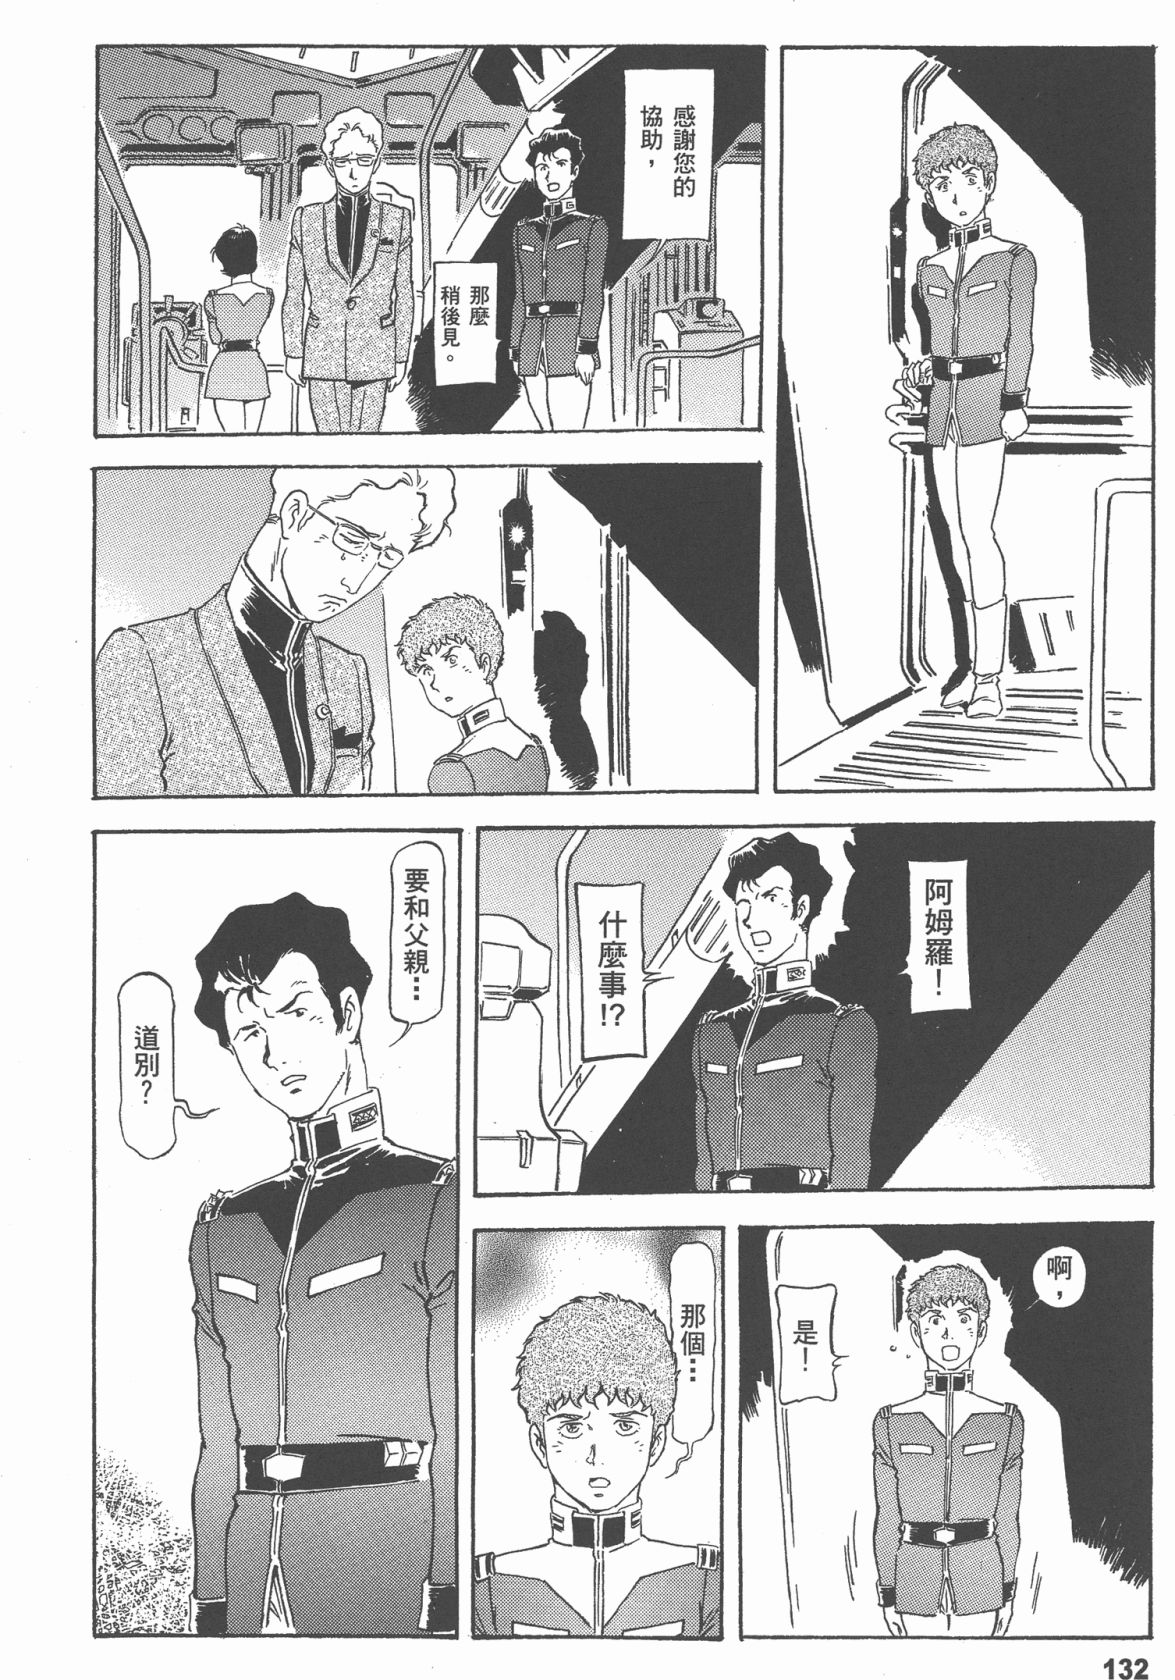 感謝您的
協助，
那麼
稍後見。
阿姆羅！
什麼事!?
啊，
是！
那個…
要和父親…
道別？
132